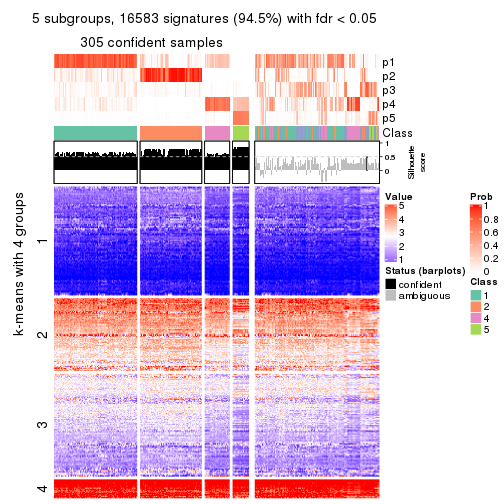 5 subgroups, 16583 signatures (94.5%) with fdr < 0.05
305 confident samples
p1
p2
p3
p4
p5
Class
1
0.5
0
Silhouette
score
k-means with 4 groups
1
2
3
4
Value
5
4
3
2
1
Status (barplots)
confident
ambiguous
Prob
1
0.8
0.6
0.4
0.2
0
Class
1
2
4
5